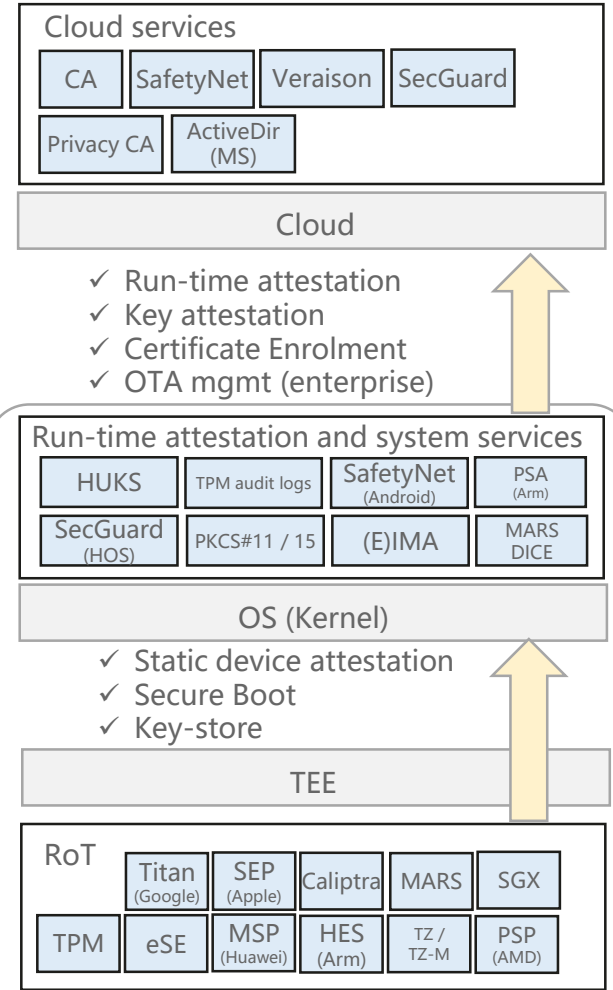 Cloud services
CA SafetyNet Veraison SecGuard
Privacy CA ActiveDir
(MS)
Cloud
✓ Run-time attestation
✓ Key attestation
✓ Certificate Enrolment
✓ OTA mgmt (enterprise)
Run-time attestation and system services
HUKS TPM audit logs SafetyNet PSA
(Android) (Arm)
SecGuard PKCS#11 / 15 (E)IMA MARS
(HOS) DICE
OS (Kernel)
✓ Static device attestation
✓ Secure Boot
✓ Key-store
TEE
RoT
Titan SEP Caliptra MARS SGX
(Google) (Apple)
TPM eSE MSP HES TZ / PSP
(Huawei) (Arm) TZ-M (AMD)